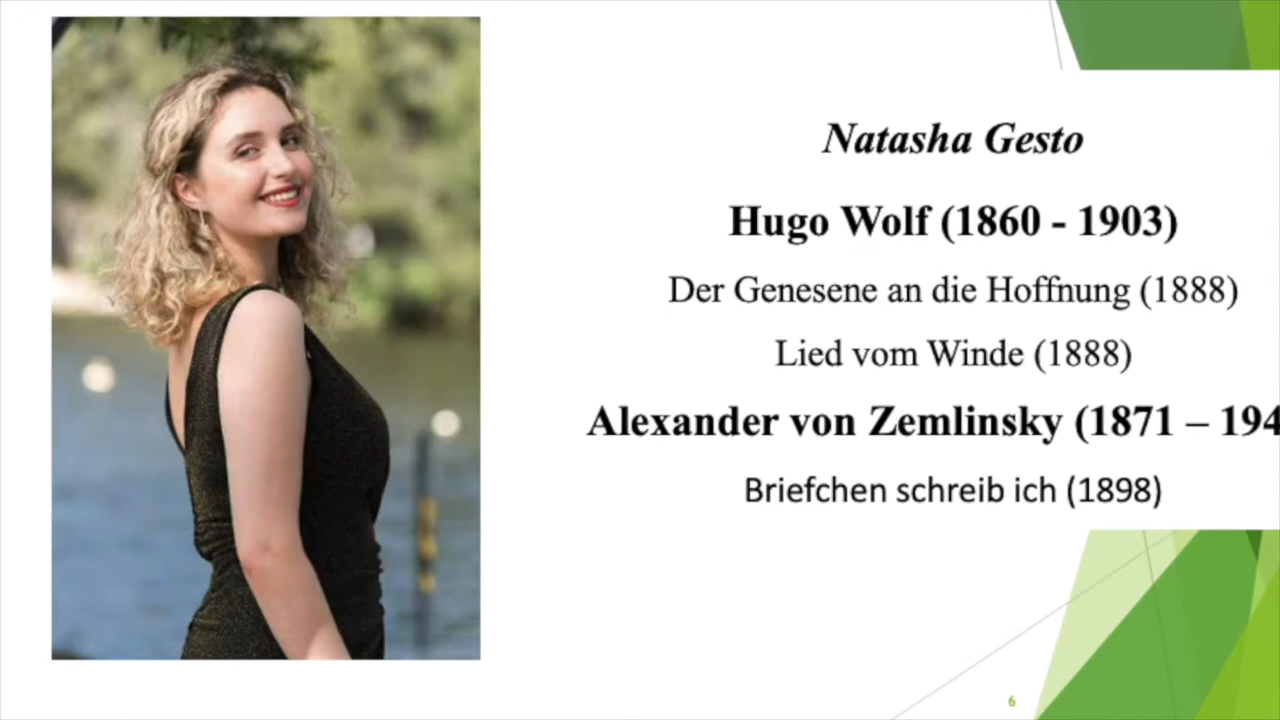 Natasha Gesto
Hugo Wolf (1860 - 1903)
Der Genesene an die Hoffnung (1888)
Lied vom Winde (1888)
Alexander von Zemlinsky (1871 – 194
Briefchen schreib ich (1898)
6